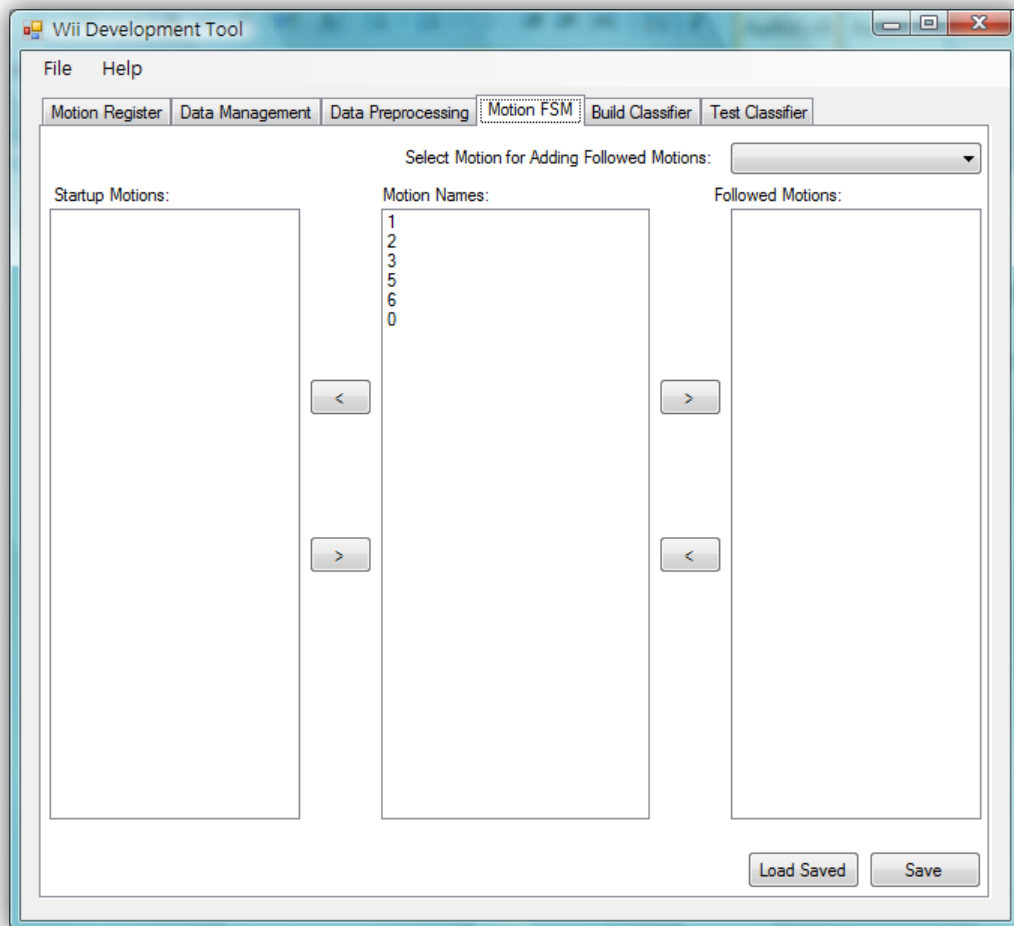 Wii Development Tool
File Help
Motion Register Data Management Data Preprocessing Motion FSM Build Classifier Test Classifier
Select Motion for Adding Followed Motions:
Startup Motions: Motion Names: Followed Motions:
1
2
3
5
6
0
< >
> <
Load Saved Save